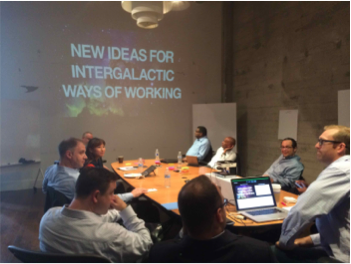 NEW IDEAS FOR
INTERGALACTIC
WAYS OF WORKING